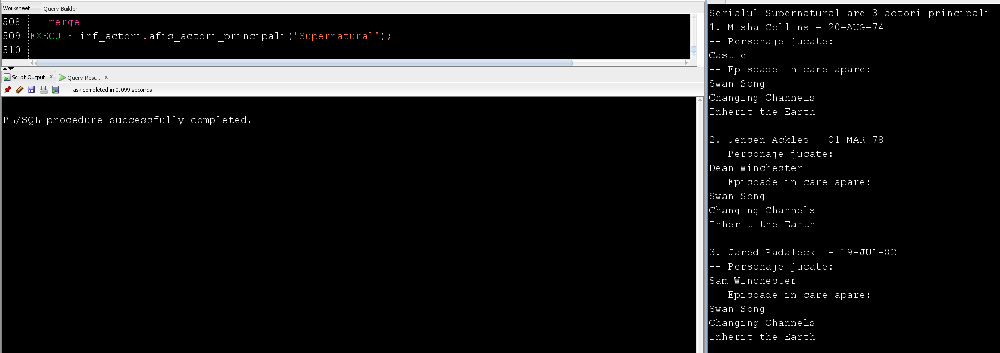 Worksheet Query Builder
508 -- merge
509 EXECUTE inf_actori.afis_actori_principali('Supernatural');
510
Script Output x Query Result x
Task completed in 0.099 seconds
PL/SQL procedure successfully completed.
Serialul Supernatural are 3 actori principali
1. Misha Collins - 20-AUG-74
-- Personaje jucate:
Castiel
-- Episoade in care apare:
Swan Song
Changing Channels
Inherit the Earth
2. Jensen Ackles - 01-MAR-78
-- Personaje jucate:
Dean Winchester
-- Episoade in care apare:
Swan Song
Changing Channels
Inherit the Earth
3. Jared Padalecki - 19-JUL-82
-- Personaje jucate:
Sam Winchester
-- Episoade in care apare:
Swan Song
Changing Channels
Inherit the Earth